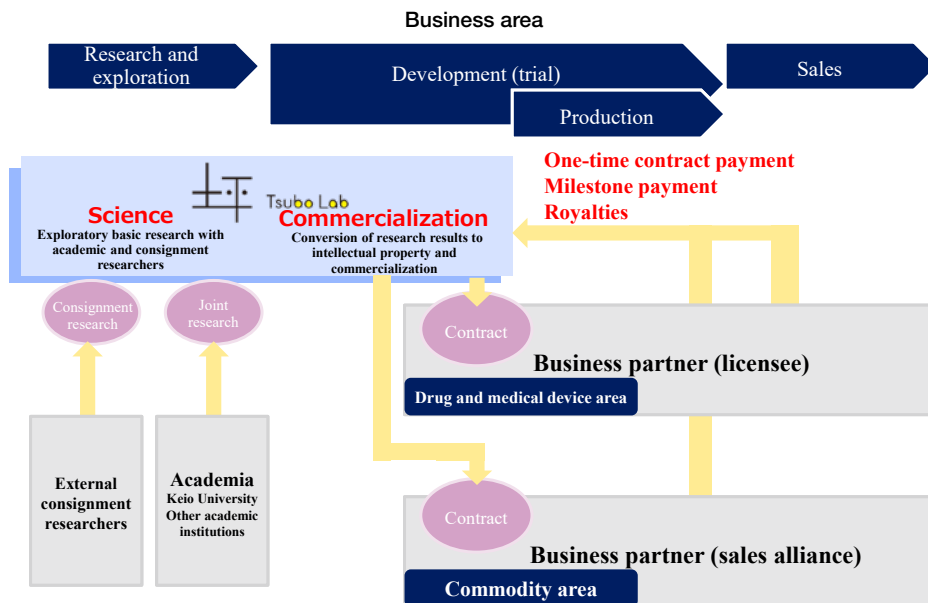 Business area
Research and
exploration
Development (trial)
Sales
Production
One-time contract payment
Milestone payment
Royalties
Tsubo Lab
Science
Exploratory basic research with
academic and consignment
researchers
Commercialization
Conversion of research results to
intellectual property and
commercialization
Consignment
research
Joint
research
Contract
Business partner (licensee)
Drug and medical device area
External
consignment
researchers
Academia
Keio University
Other academic
institutions
Contract
Business partner (sales alliance)
Commodity area